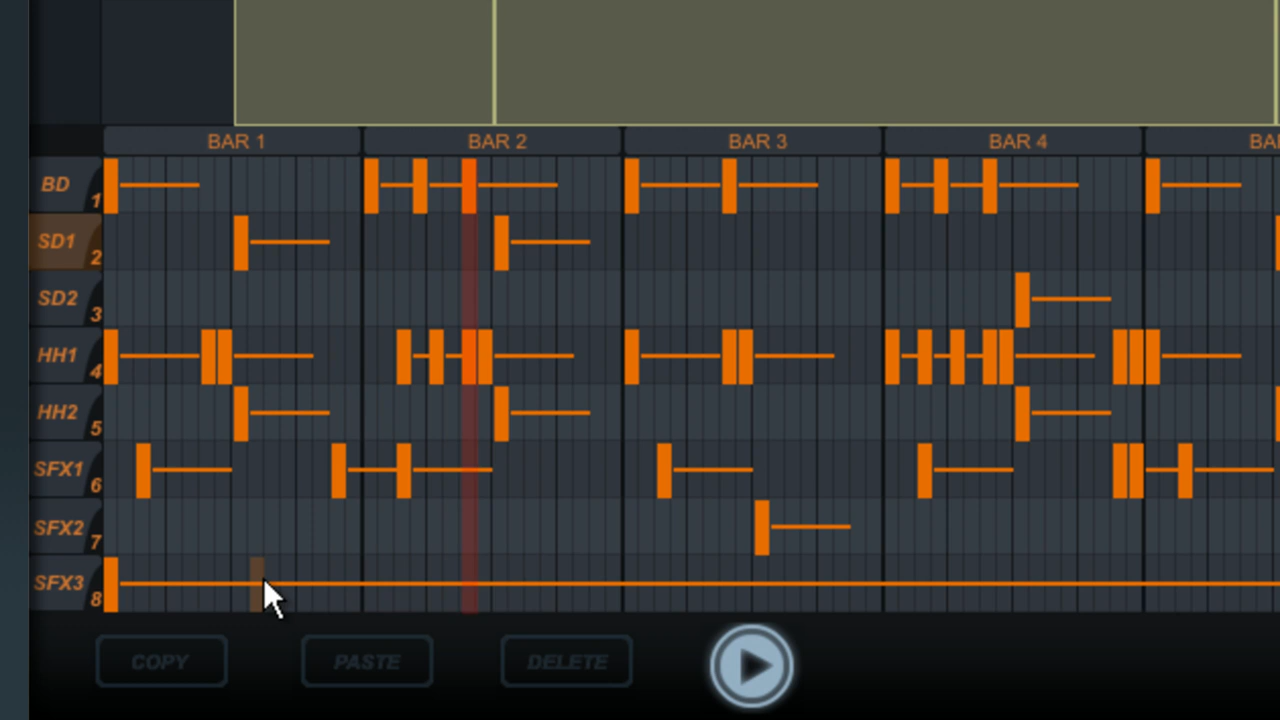 BAR 1 BAR 2 BAR 3 BAR 4
BD 1
SD1 2
SD2 3
HH1 4
HH2 5
SFX1 6
SFX2 7
SFX3 8
COPY PASTE DELETE